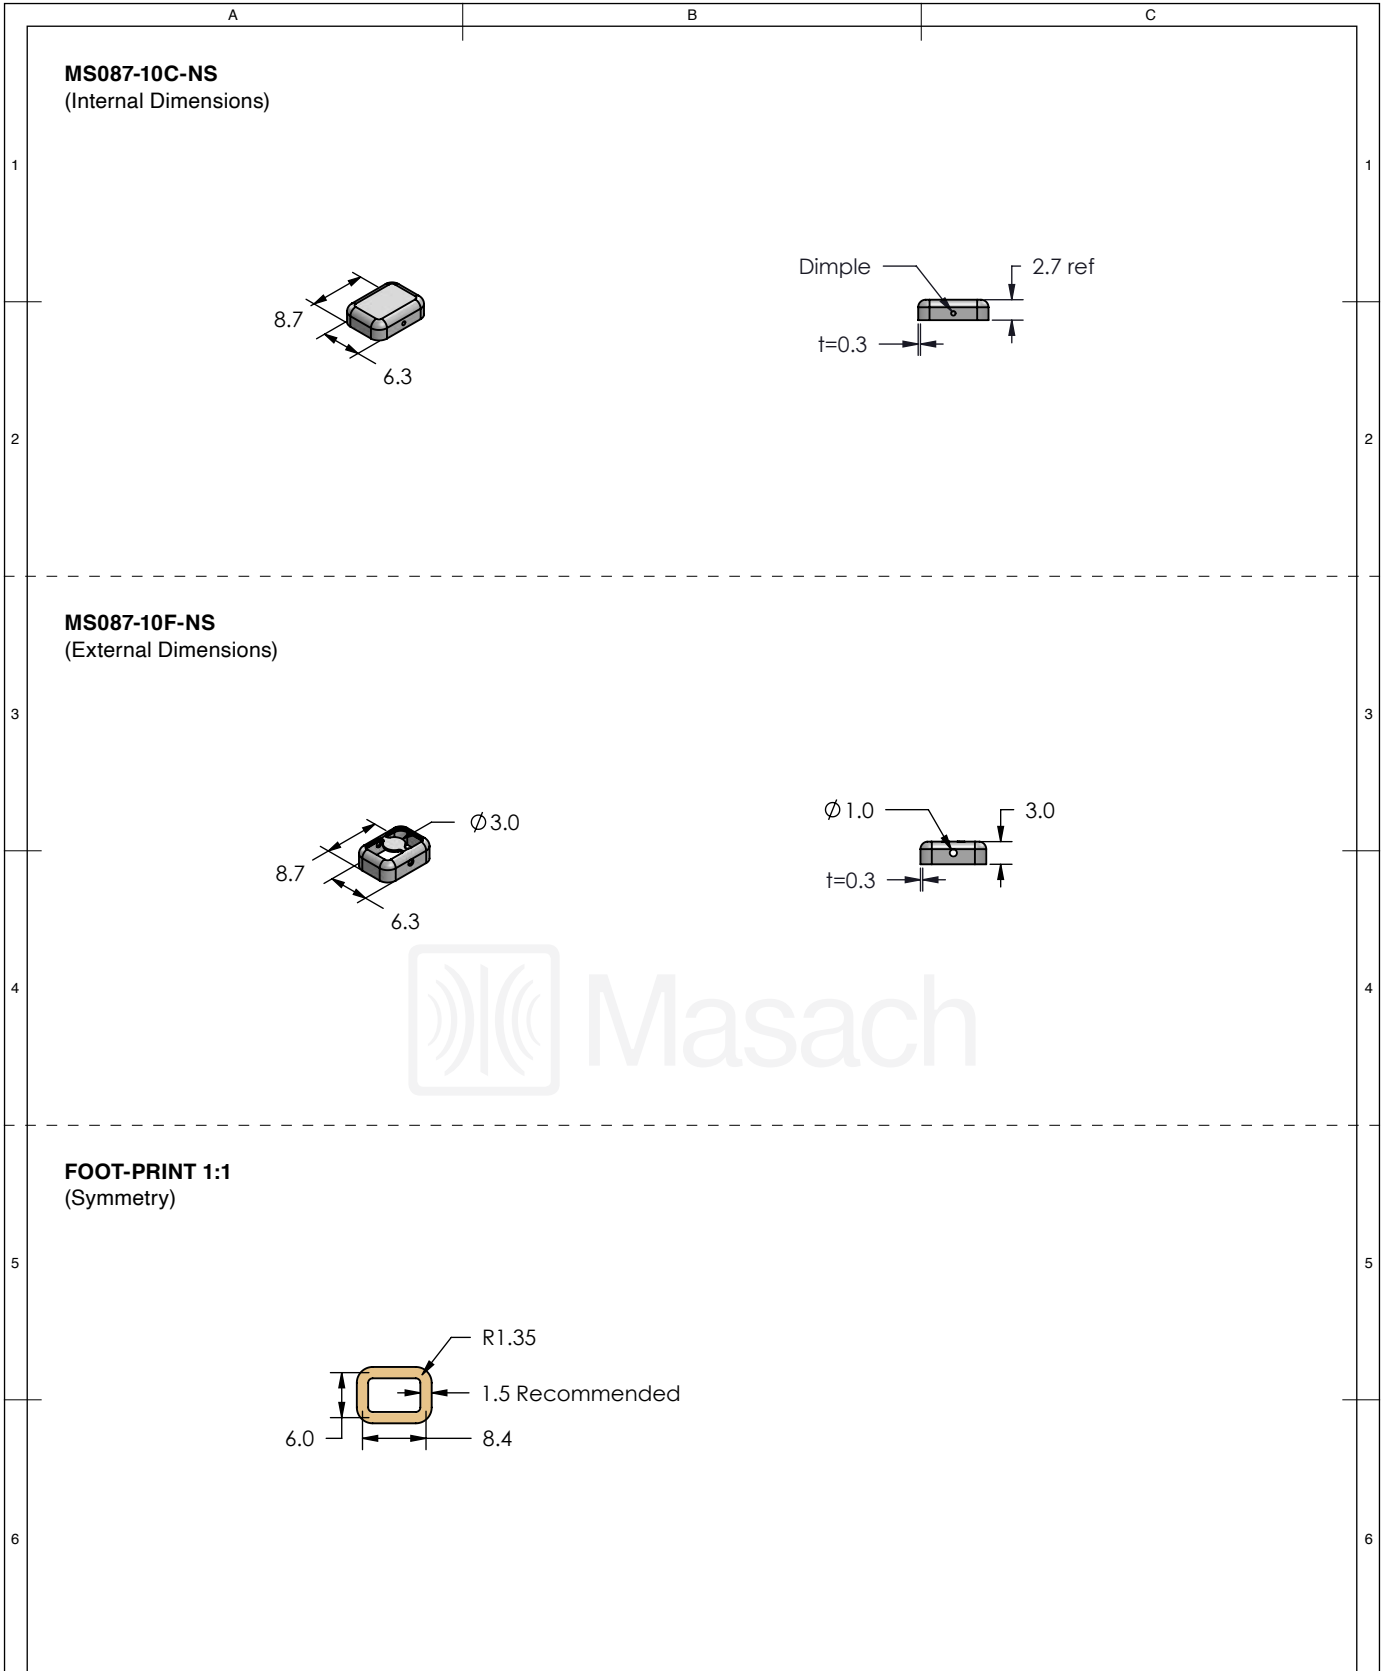 A B C
MS087-10C-NS
(Internal Dimensions)
1 1
Dimple 2.7 ref
8.7
t=0.3
6.3
2 2
MS087-10F-NS
(External Dimensions)
3 3
Ø1.0 3.0
Ø3.0
8.7
t=0.3
6.3
4 4
Masach
FOOT-PRINT 1:1
(Symmetry)
5 5
R1.35
1.5 Recommended
6.0 8.4
6 6